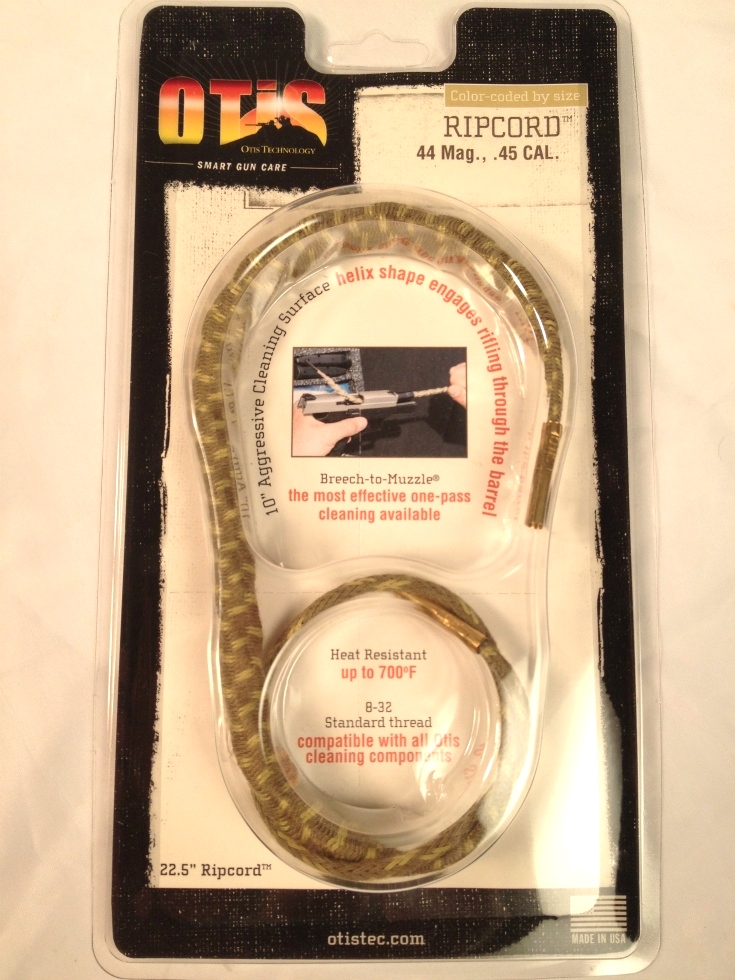 OTIS
OTIS TECHNOLOGY
SMART GUN CARE
Color-coded by size
RIPCORD™
44 Mag., .45 CAL.
10" Aggressive Cleaning Surface helix shape engages rifling through the barrel
Breech-to-Muzzle®
the most effective one-pass
cleaning available
Heat Resistant
up to 700°F
8-32
Standard thread
compatible with all Otis
cleaning components
22.5" Ripcord™
otistec.com
MADE IN USA